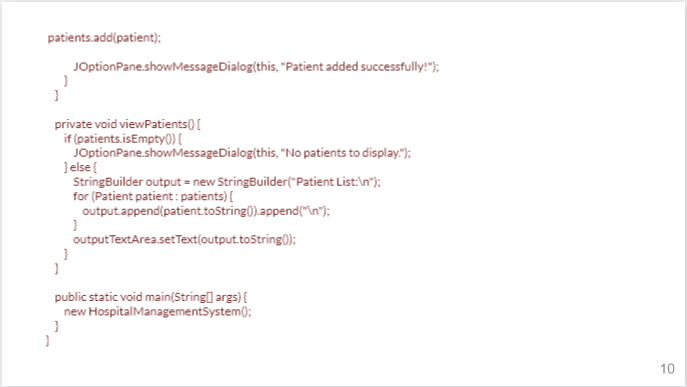 patients.add(patient);
JOptionPane.showMessageDialog(this, "Patient added successfully!");
}
}
private void viewPatients() {
if (patients.isEmpty()) {
JOptionPane.showMessageDialog(this, "No patients to display.");
} else {
StringBuilder output = new StringBuilder("Patient List:\n");
for (Patient patient : patients) {
output.append(patient.toString()).append("\n");
}
outputTextArea.setText(output.toString());
}
}
public static void main(String[] args) {
new HospitalManagementSystem();
}
}
10